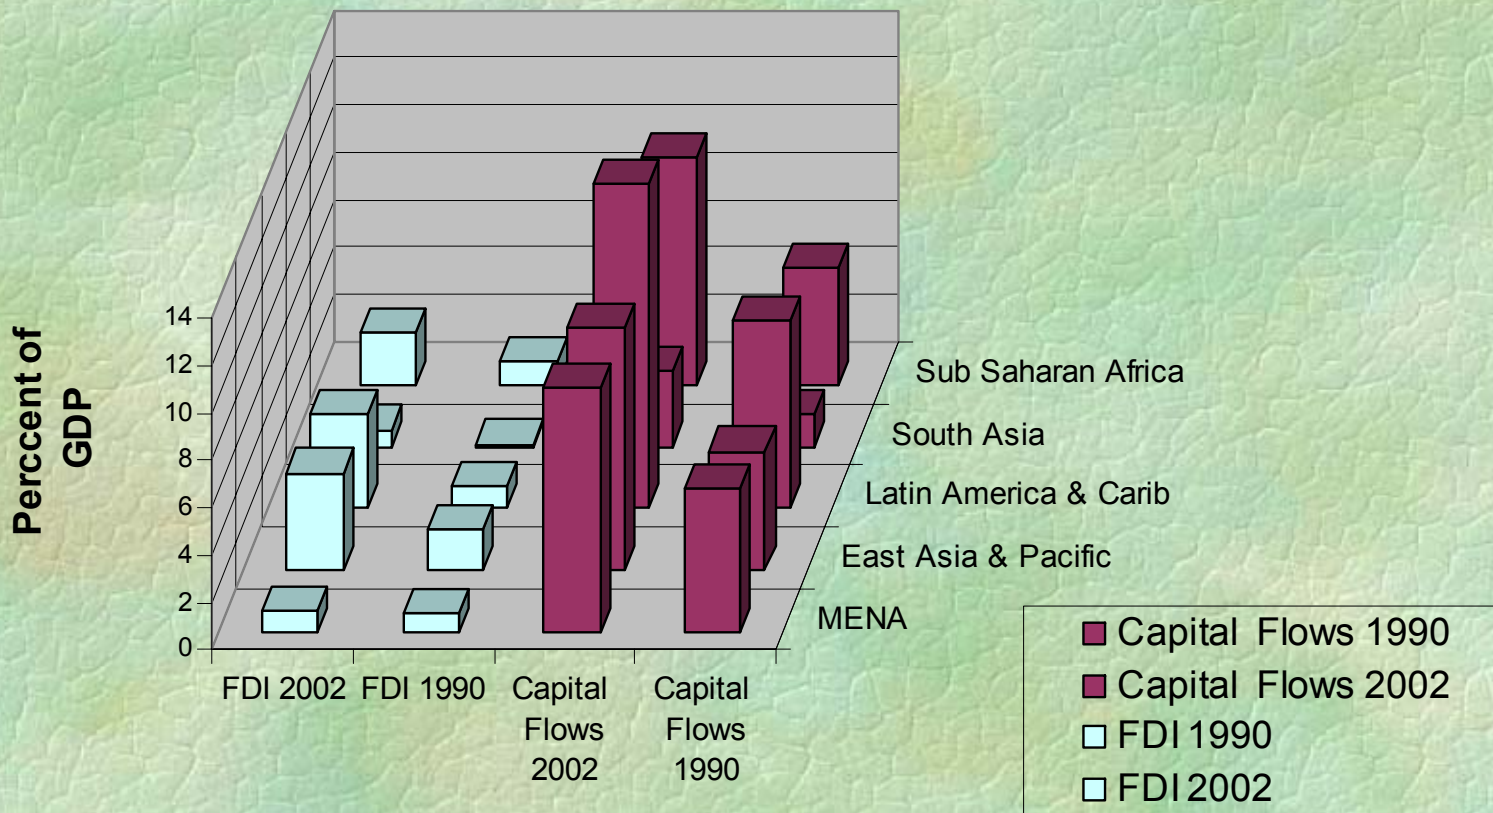 Perccent of
GDP
14
12
10
8
6
4
2
0
FDI 2002
FDI 1990
Capital
Flows
2002
Capital
Flows
1990
Sub Saharan Africa
South Asia
Latin America & Carib
East Asia & Pacific
MENA
Capital Flows 1990
Capital Flows 2002
FDI 1990
FDI 2002